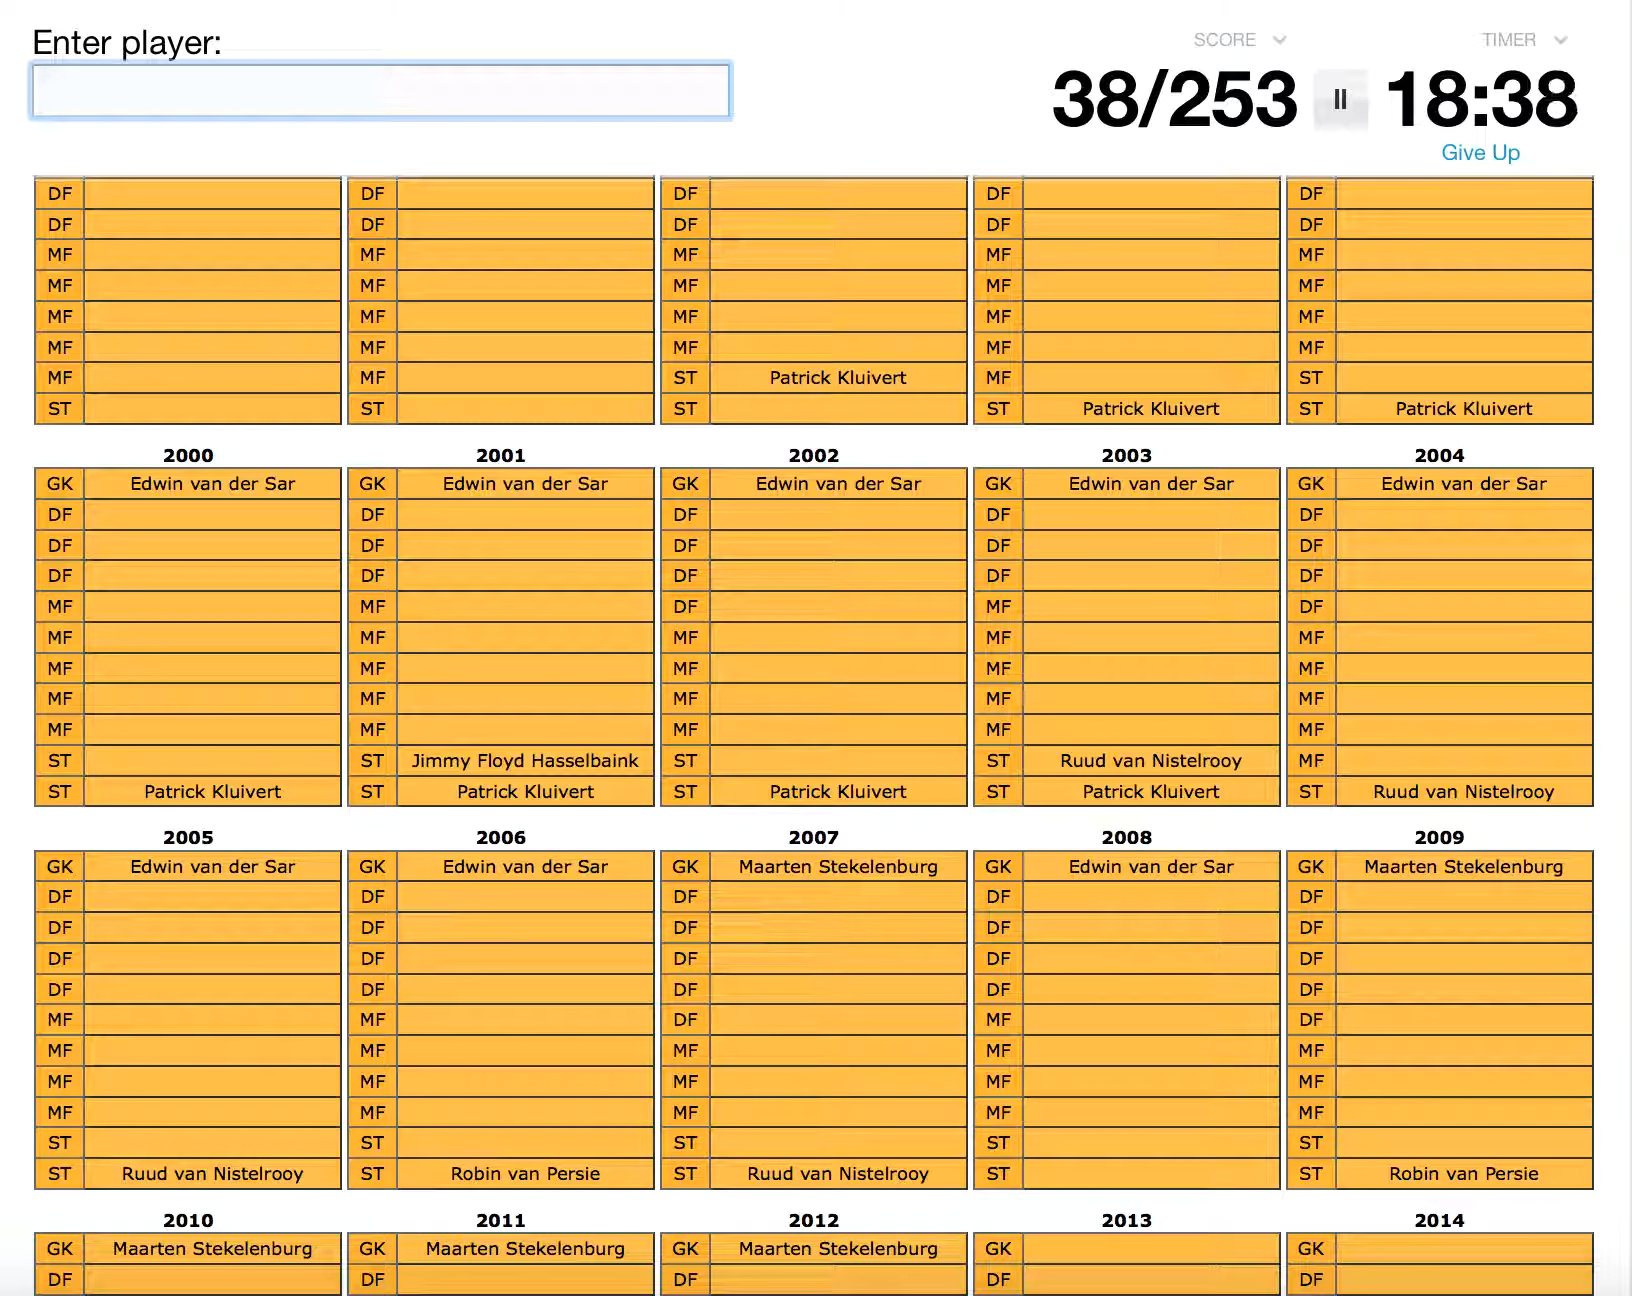 Enter player:
SCORE TIMER
38/253 18:38
Give Up
DF DF DF DF DF
DF DF DF DF DF
MF MF MF MF MF
MF MF MF MF MF
MF MF MF MF MF
MF MF MF MF MF
MF MF ST Patrick Kluivert MF ST
ST ST ST ST Patrick Kluivert ST Patrick Kluivert
2000 2001 2002 2003 2004
GK Edwin van der Sar GK Edwin van der Sar GK Edwin van der Sar GK Edwin van der Sar GK Edwin van der Sar
DF DF DF DF DF
DF DF DF DF DF
DF DF DF DF DF
MF MF DF MF DF
MF MF MF MF MF
MF MF MF MF MF
MF MF MF MF MF
MF MF MF MF MF
ST ST Jimmy Floyd Hasselbaink ST ST Ruud van Nistelrooy MF
ST Patrick Kluivert ST Patrick Kluivert ST Patrick Kluivert ST Patrick Kluivert ST Ruud van Nistelrooy
2005 2006 2007 2008 2009
GK Edwin van der Sar GK Edwin van der Sar GK Maarten Stekelenburg GK Edwin van der Sar GK Maarten Stekelenburg
DF DF DF DF DF
DF DF DF DF DF
DF DF DF DF DF
DF DF DF DF DF
MF MF DF MF DF
MF MF MF MF MF
MF MF MF MF MF
MF MF MF MF MF
ST ST ST ST ST
ST Ruud van Nistelrooy ST Robin van Persie ST Ruud van Nistelrooy ST ST Robin van Persie
2010 2011 2012 2013 2014
GK Maarten Stekelenburg GK Maarten Stekelenburg GK Maarten Stekelenburg GK GK
DF DF DF DF DF